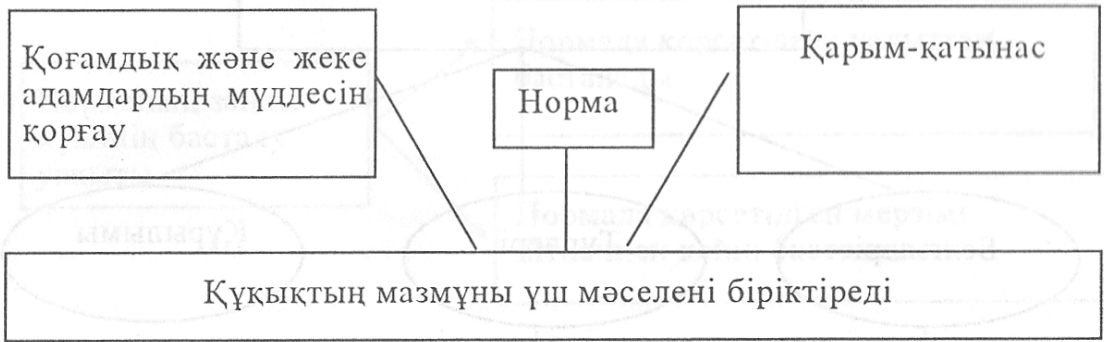 Қоғамдық және жеке
адамдардың мүддесін
қорғау
Норма
Қарым-қатынас
Құқықтың мазмұны үш мәселені біріктіреді